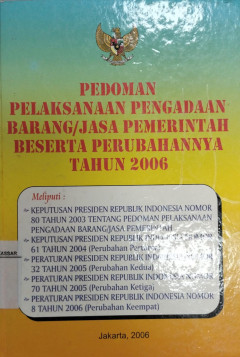 PEDOMAN
PELAKSANAAN PENGADAAN
BARANG/JASA PEMERINTAH
BESERTA PERUBAHANNYA
TAHUN 2006
Meliputi :
KEPUTUSAN PRESIDEN REPUBLIK INDONESIA NOMOR
80 TAHUN 2003 TENTANG PEDOMAN PELAKSANAAN
PENGADAAN BARANG/JASA PEMERINTAH
KEPUTUSAN PRESIDEN REPUBLIK
61 TAHUN 2004 (Perubahan
PERATURAN PRESIDEN REPUBLIK
32 TAHUN 2005 (Perubahan Kedua)
PERATURAN PRESIDEN REPUBLIK INDONESIA NOMOR
70 TAHUN 2005 (Perubahan Ketiga)
PERATURAN PRESIDEN REPUBLIK INDONESIA NOMOR
8 TAHUN 2006 (Perubahan Keempat)
Jakarta, 2006